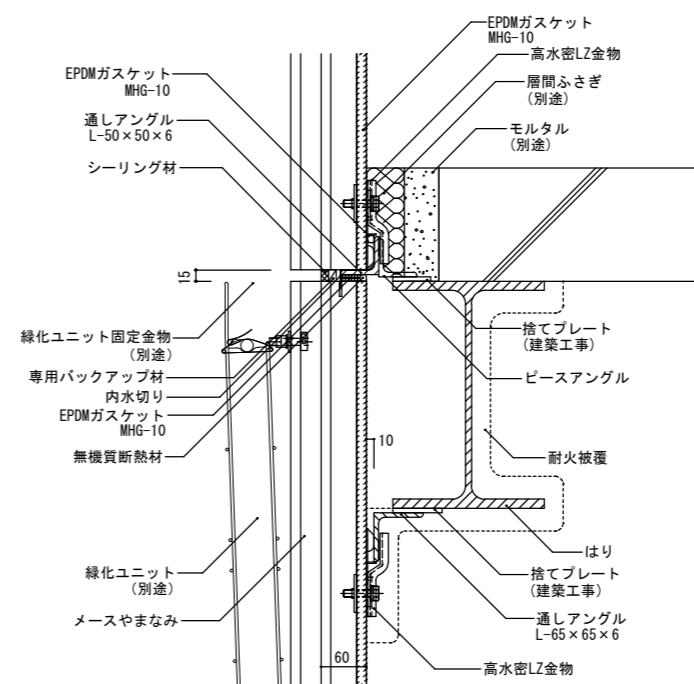 EPDMガスケット
MHG-10
高水密LZ金物
層間ふさぎ
(別途)
モルタル
(別途)
EPDMガスケット
MHG-10
通しアングル
L-50×50×6
シーリング材
15
緑化ユニット固定金物
(別途)
専用バックアップ材
内水切り
EPDMガスケット
MHG-10
無機質断熱材
捨てプレート
(建築工事)
ピースアングル
10
耐火被覆
はり
緑化ユニット
(別途)
メースやまなみ
捨てプレート
(建築工事)
通しアングル
L-65×65×6
60
高水密LZ金物